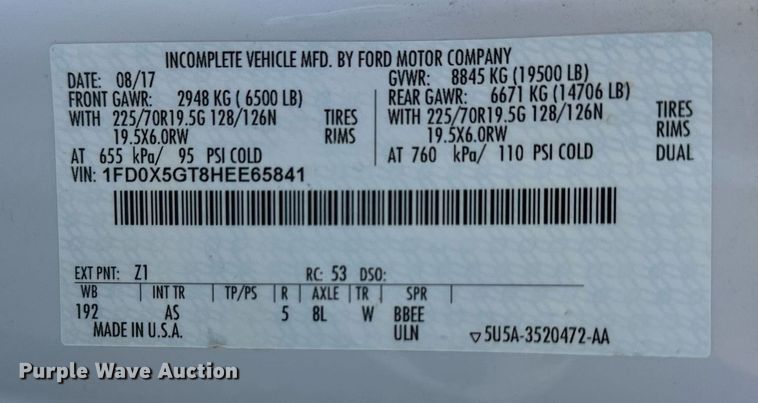 INCOMPLETE VEHICLE MFD. BY FORD MOTOR COMPANY
DATE: 08/17 GVWR: 8845 KG (19500 LB)
FRONT GAWR: 2948 KG ( 6500 LB) REAR GAWR: 6671 KG (14706 LB)
WITH 225/70R19.5G 128/126N TIRES WITH 225/70R19.5G 128/126N TIRES
19.5X6.0RW RIMS 19.5X6.0RW RIMS
AT 655 kPa/ 95 PSI COLD AT 760 kPa/ 110 PSI COLD DUAL
VIN: 1FD0X5GT8HEE65841
EXT PNT: Z1 RC: 53 DSO:
WB INT TR TP/PS R AXLE TR SPR
192 AS 5 8L W BBEE
MADE IN U.S.A. ULN ▽5U5A-3520472-AA
Purple Wave Auction